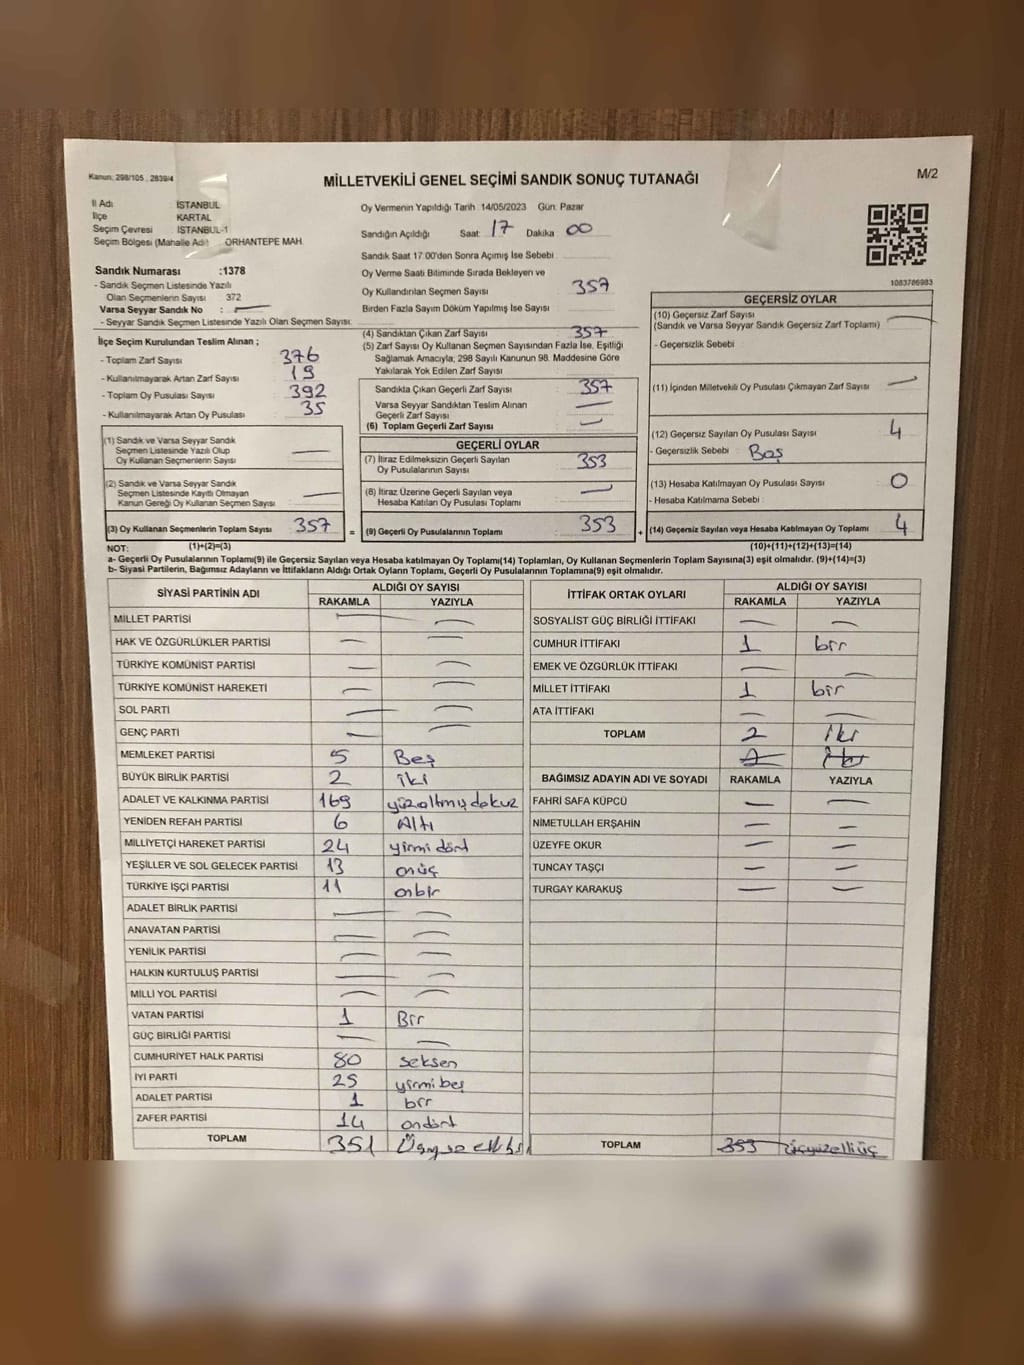 Kanun: 298/105 , 2839/4
MİLLETVEKİLİ GENEL SEÇİMİ SANDIK SONUÇ TUTANAĞI
M/2
İl Adı : İSTANBUL
İlçe KARTAL
Seçim Çevresi : İSTANBUL-1
Seçim Bölgesi (Mahalle Adı) ORHANTEPE MAH.
Oy Vermenin Yapıldığı Tarih 14/05/2023 Gün: Pazar
Sandığın Açıldığı Saat: 17 Dakika 00
Sandık Saat 17.00'den Sonra Açımış İse Sebebi
Oy Verme Saati Bitiminde Sırada Bekleyen ve
Oy Kullandırılan Seçmen Sayısı 357
Birden Fazla Sayım Döküm Yapılmış İse Sayısı
1083786983
Sandık Numarası :1378
- Sandık Seçmen Listesinde Yazılı
Olan Seçmenlerin Sayısı : 372
Varsa Seyyar Sandık No : —
- Seyyar Sandık Seçmen Listesinde Yazılı Olan Seçmen Sayısı:
İlçe Seçim Kurulundan Teslim Alınan ;
- Toplam Zarf Sayısı 376
- Kullanılmayarak Artan Zarf Sayısı 19
- Toplam Oy Pusulası Sayısı 392
- Kullanılmayarak Artan Oy Pusulası 35
(1) Sandık ve Varsa Seyyar Sandık
Seçmen Listesinde Yazılı Olup
Oy Kullanan Seçmenlerin Sayısı —
(2) Sandık ve Varsa Seyyar Sandık
Seçmen Listesinde Kayıtlı Olmayan
Kanun Gereği Oy Kullanan Seçmen Sayısı —
(3) Oy Kullanan Seçmenlerin Toplam Sayısı 357 =
(4) Sandıktan Çıkan Zarf Sayısı 357
(5) Zarf Sayısı Oy Kullanan Seçmen Sayısından Fazla İse, Eşitliği
Sağlamak Amacıyla; 298 Sayılı Kanunun 98. Maddesine Göre
Yakılarak Yok Edilen Zarf Sayısı
Sandıkta Çıkan Geçerli Zarf Sayısı 357
Varsa Seyyar Sandıktan Teslim Alınan
Geçerli Zarf Sayısı —
(6) Toplam Geçerli Zarf Sayısı —
GEÇERLİ OYLAR
(7) İtiraz Edilmeksizin Geçerli Sayılan
Oy Pusulalarının Sayısı 353
(8) İtiraz Üzerine Geçerli Sayılan veya
Hesaba Katılan Oy Pusulası Toplamı —
(9) Geçerli Oy Pusulalarının Toplamı 353 +
GEÇERSİZ OYLAR
(10) Geçersiz Zarf Sayısı —
(Sandık ve Varsa Seyyar Sandık Geçersiz Zarf Toplamı)
- Geçersizlik Sebebi:
(11) İçinden Milletvekili Oy Pusulası Çıkmayan Zarf Sayısı —
(12) Geçersiz Sayılan Oy Pusulası Sayısı 4
- Geçersizlik Sebebi Boş
(13) Hesaba Katılmayan Oy Pusulası Sayısı 0
- Hesaba Katılmama Sebebi :
(14) Geçersiz Sayılan veya Hesaba Katılmayan Oy Toplamı 4
NOT: (1)+(2)=(3) (10)+(11)+(12)+(13)=(14)
a- Geçerli Oy Pusulalarının Toplamı(9) ile Geçersiz Sayılan veya Hesaba katılmayan Oy Toplamı(14) Toplamları, Oy Kullanan Seçmenlerin Toplam Sayısına(3) eşit olmalıdır. (9)+(14)=(3)
b- Siyasi Partilerin, Bağımsız Adayların ve İttifakların Aldığı Ortak Oyların Toplamı, Geçerli Oy Pusulalarının Toplamına(9) eşit olmalıdır.
SİYASİ PARTİNİN ADI ALDIĞI OY SAYISI
RAKAMLA YAZIYLA
MİLLET PARTİSİ — —
HAK VE ÖZGÜRLÜKLER PARTİSİ — —
TÜRKİYE KOMÜNİST PARTİSİ — —
TÜRKİYE KOMÜNİST HAREKETİ — —
SOL PARTİ — —
GENÇ PARTİ — —
MEMLEKET PARTİSİ 5 Beş
BÜYÜK BİRLİK PARTİSİ 2 iki
ADALET VE KALKINMA PARTİSİ 169 yüzaltmışdokuz
YENİDEN REFAH PARTİSİ 6 Altı
MİLLİYETÇİ HAREKET PARTİSİ 24 yirmi dört
YEŞİLLER VE SOL GELECEK PARTİSİ 13 onüç
TÜRKİYE İŞÇİ PARTİSİ 11 onbir
ADALET BİRLİK PARTİSİ — —
ANAVATAN PARTİSİ — —
YENİLİK PARTİSİ — —
HALKIN KURTULUŞ PARTİSİ — —
MİLLİ YOL PARTİSİ — —
VATAN PARTİSİ 1 Bir
GÜÇ BİRLİĞİ PARTİSİ — —
CUMHURİYET HALK PARTİSİ 80 seksen
İYİ PARTİ 25 yirmi beş
ADALET PARTİSİ 1 bir
ZAFER PARTİSİ 14 ondört
TOPLAM 351
İTTİFAK ORTAK OYLARI ALDIĞI OY SAYISI
RAKAMLA YAZIYLA
SOSYALİST GÜÇ BİRLİĞİ İTTİFAKI — —
CUMHUR İTTİFAKI 1 bir
EMEK VE ÖZGÜRLÜK İTTİFAKI — —
MİLLET İTTİFAKI 1 bir
ATA İTTİFAKI — —
TOPLAM 2 iki
BAĞIMSIZ ADAYIN ADI VE SOYADI RAKAMLA YAZIYLA
FAHRİ SAFA KÜPCÜ — —
NİMETULLAH ERŞAHİN — —
ÜZEYFE OKUR — —
TUNCAY TAŞÇI — —
TURGAY KARAKUŞ — —
TOPLAM 353 üçyüzelliüç